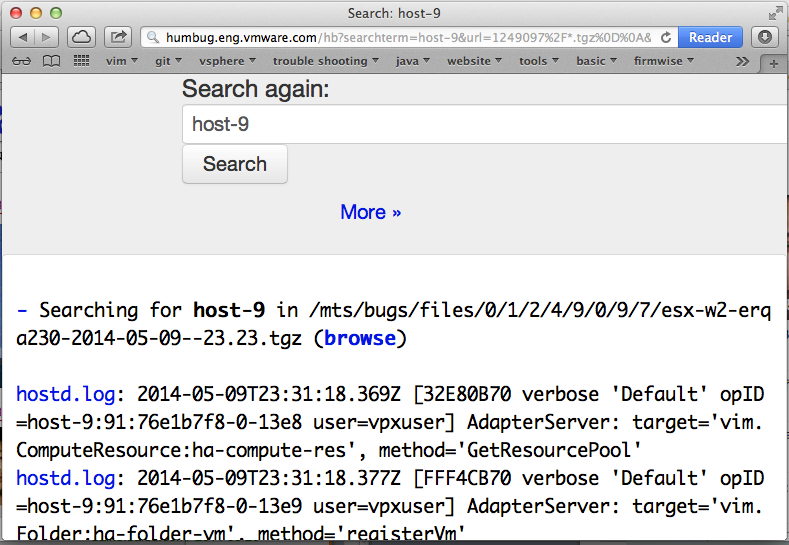 Search: host-9
humbug.eng.vmware.com/hb?searchterm=host-9&url=1249097%2F*.tgz%0D%0A&
Reader
vim git vsphere trouble shooting java website tools basic firmwise
Search again:
host-9
Search
More »
- Searching for host-9 in /mts/bugs/files/0/1/2/4/9/0/9/7/esx-w2-erq
a230-2014-05-09--23.23.tgz (browse)
hostd.log: 2014-05-09T23:31:18.369Z [32E80B70 verbose 'Default' opID
=host-9:91:76e1b7f8-0-13e8 user=vpxuser] AdapterServer: target='vim.
ComputeResource:ha-compute-res', method='GetResourcePool'
hostd.log: 2014-05-09T23:31:18.377Z [FFF4CB70 verbose 'Default' opID
=host-9:91:76e1b7f8-0-13e9 user=vpxuser] AdapterServer: target='vim.
Folder:ha-folder-vm', method='registerVm'